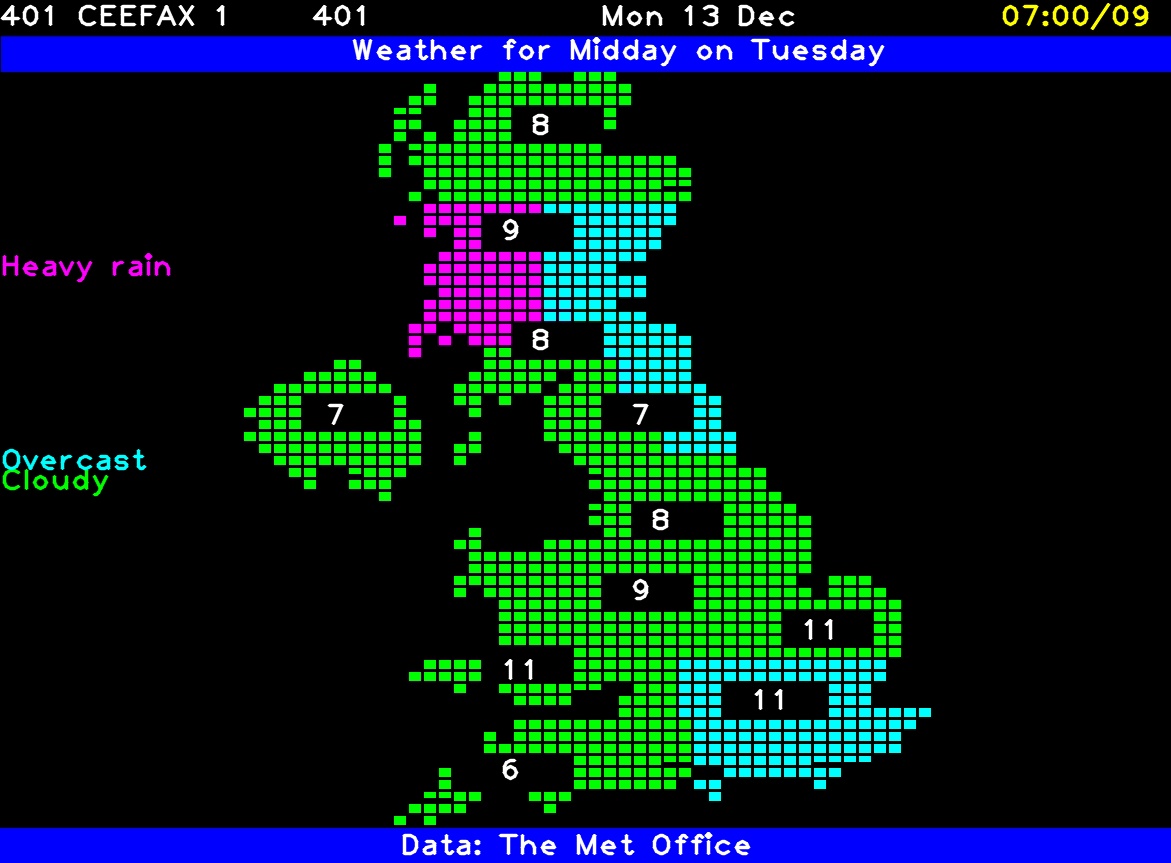 401 CEEFAX 1 401 Mon 13 Dec 07:00/09
Weather for Midday on Tuesday
8
9
Heavy rain
8
7 7
Overcast
Cloudy
8
9
11
11
11
6
Data: The Met Office